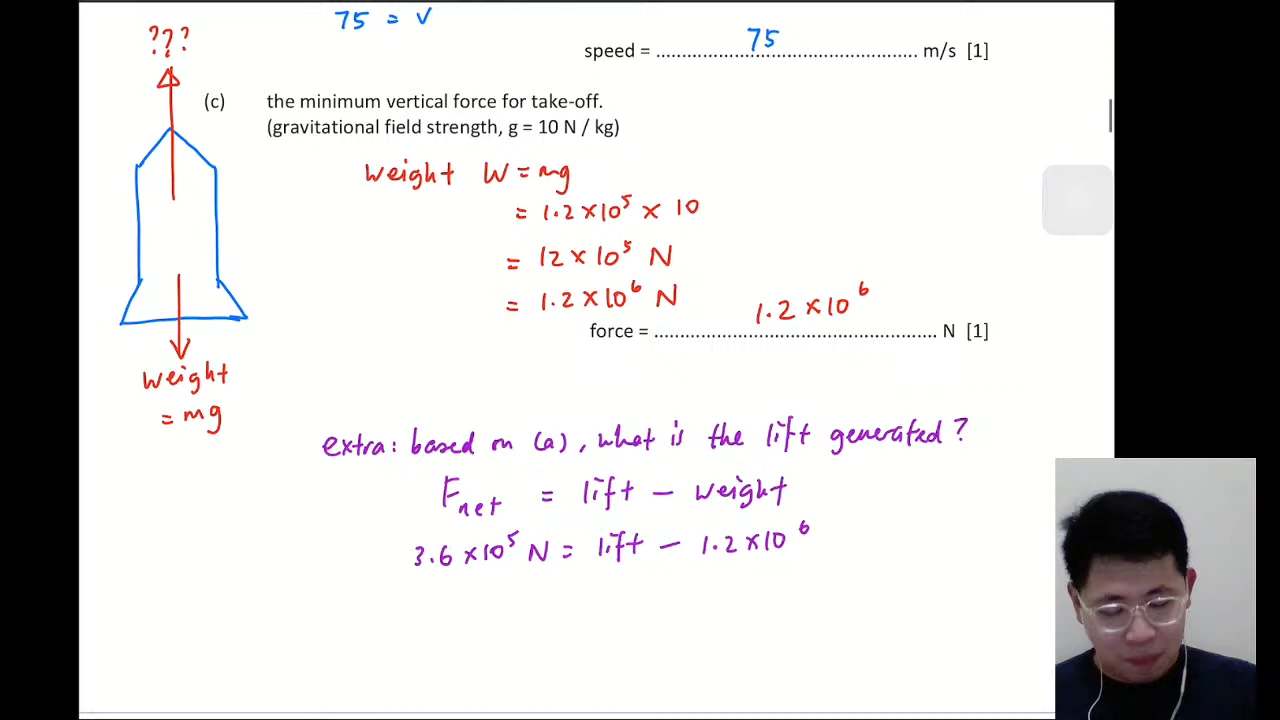 ???
75 = v
speed = .................................................. m/s [1]
75
(c) the minimum vertical force for take-off.
(gravitational field strength, g = 10 N / kg)
weight W = mg
= 1.2 × 10⁵ × 10
= 12 × 10⁵ N
= 1.2 × 10⁶ N
1.2 × 10⁶
force = ...................................................... N [1]
weight
= mg
extra: based on (a), what is the lift generated?
Fnet = lift – weight
3.6 × 10⁵ N = lift – 1.2 × 10⁶